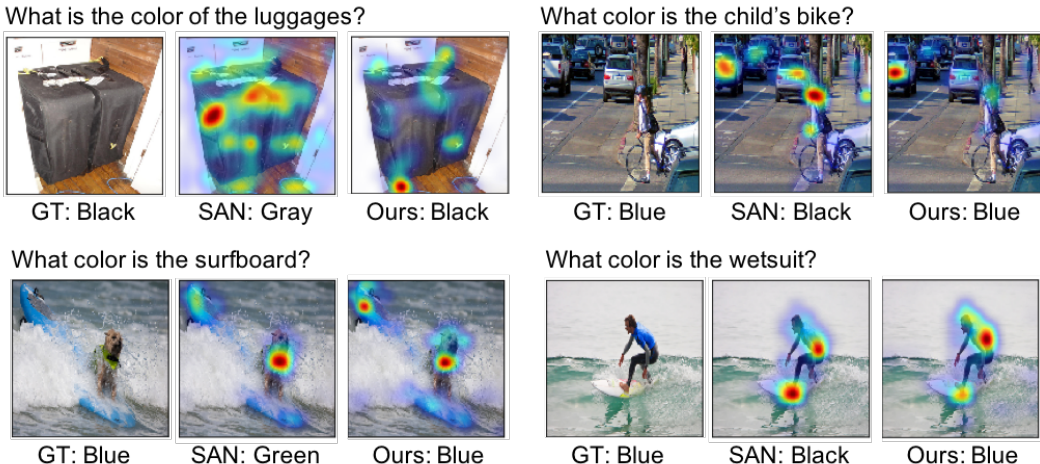 What is the color of the luggages?
What color is the child's bike?
GT: Black
SAN: Gray
Ours: Black
GT: Blue
SAN: Black
Ours: Blue
What color is the surfboard?
What color is the wetsuit?
GT: Blue
SAN: Green
Ours: Blue
GT: Blue
SAN: Black
Ours: Blue